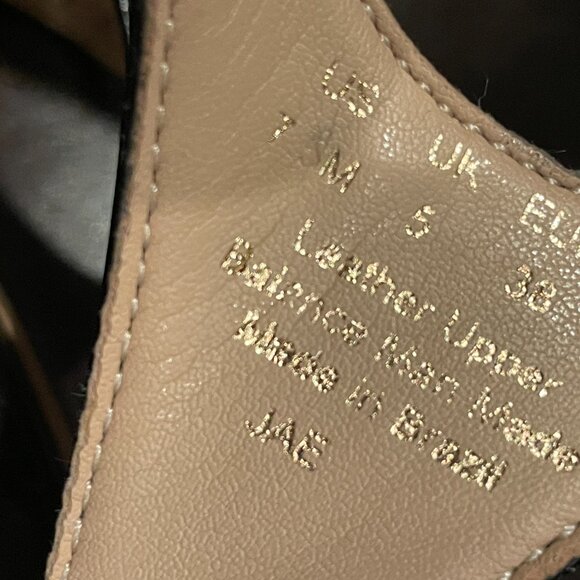 US UK EU
7 M 5 38
Leather Upper
Balance Man Made
Made in Brazil
JAE